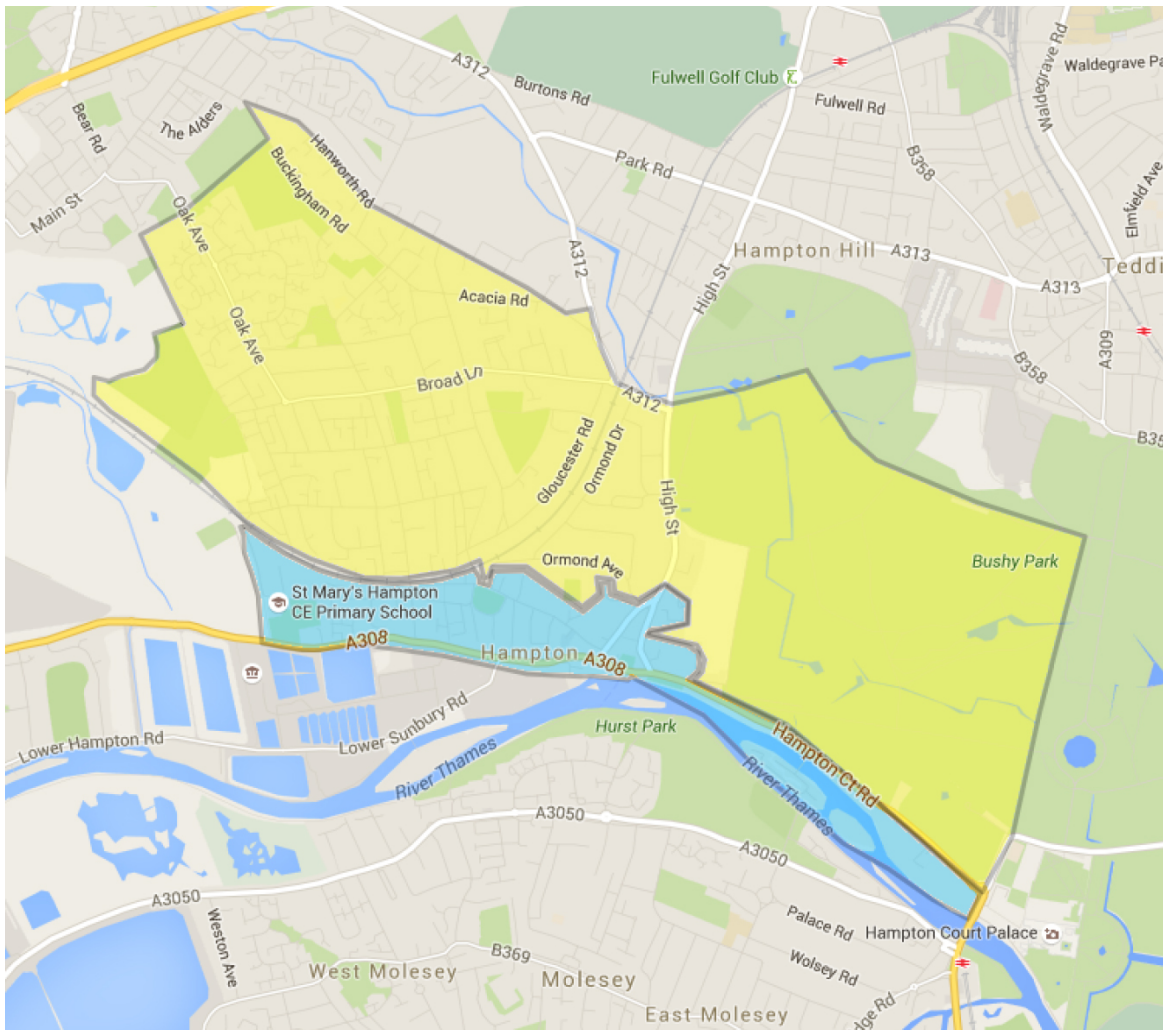 A312
Fulwell Golf Club
Burtons Rd
Fulwell Rd
Waldegrave Rd
Waldegrave Pa
Bear Rd
The Alders
B358
Park Rd
Hanworth Rd
Buckingham Rd
Elmfield Ave
Main St
Oak Ave
A312
Hampton Hill
A313
Teddi
A313
High St
Acacia Rd
Oak Ave
A309
B358
Broad Ln
A312
B35
Gloucester Rd
Ormond Dr
High St
Ormond Ave
Bushy Park
St Mary's Hampton
CE Primary School
A308
Hampton
A308
Lower Hampton Rd
Lower Sunbury Rd
Hurst Park
Hampton Ct Rd
River Thames
River Thames
A3050
A3050
A3050
Weston Ave
Palace Rd
Hampton Court Palace
B369
Wolsey Rd
West Molesey
Molesey
East Molesey
dge Rd